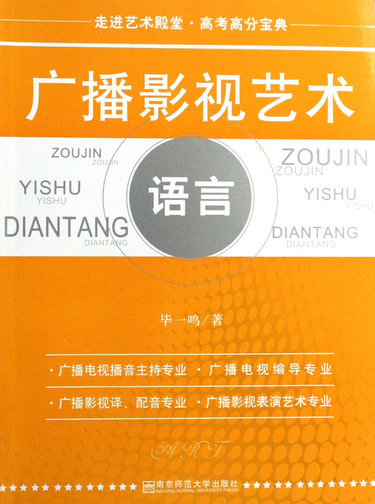 走进艺术殿堂·高考高分宝典
广播影视艺术
ZOUJIN
ZOUJIN
YISHU
YISHU
DIANTANG
DIANTANG
语言
ZOUJIN
ZOUJIN
YISHU
YISHU
DIANTANG
DIANTANG
毕一鸣/著
·广播电视播音主持专业 ·广播电视编导专业
·广播影视译、配音专业 ·广播影视表演艺术专业
ART
南京师范大学出版社
NANJING NORMAL UNIVERSITY PRESS